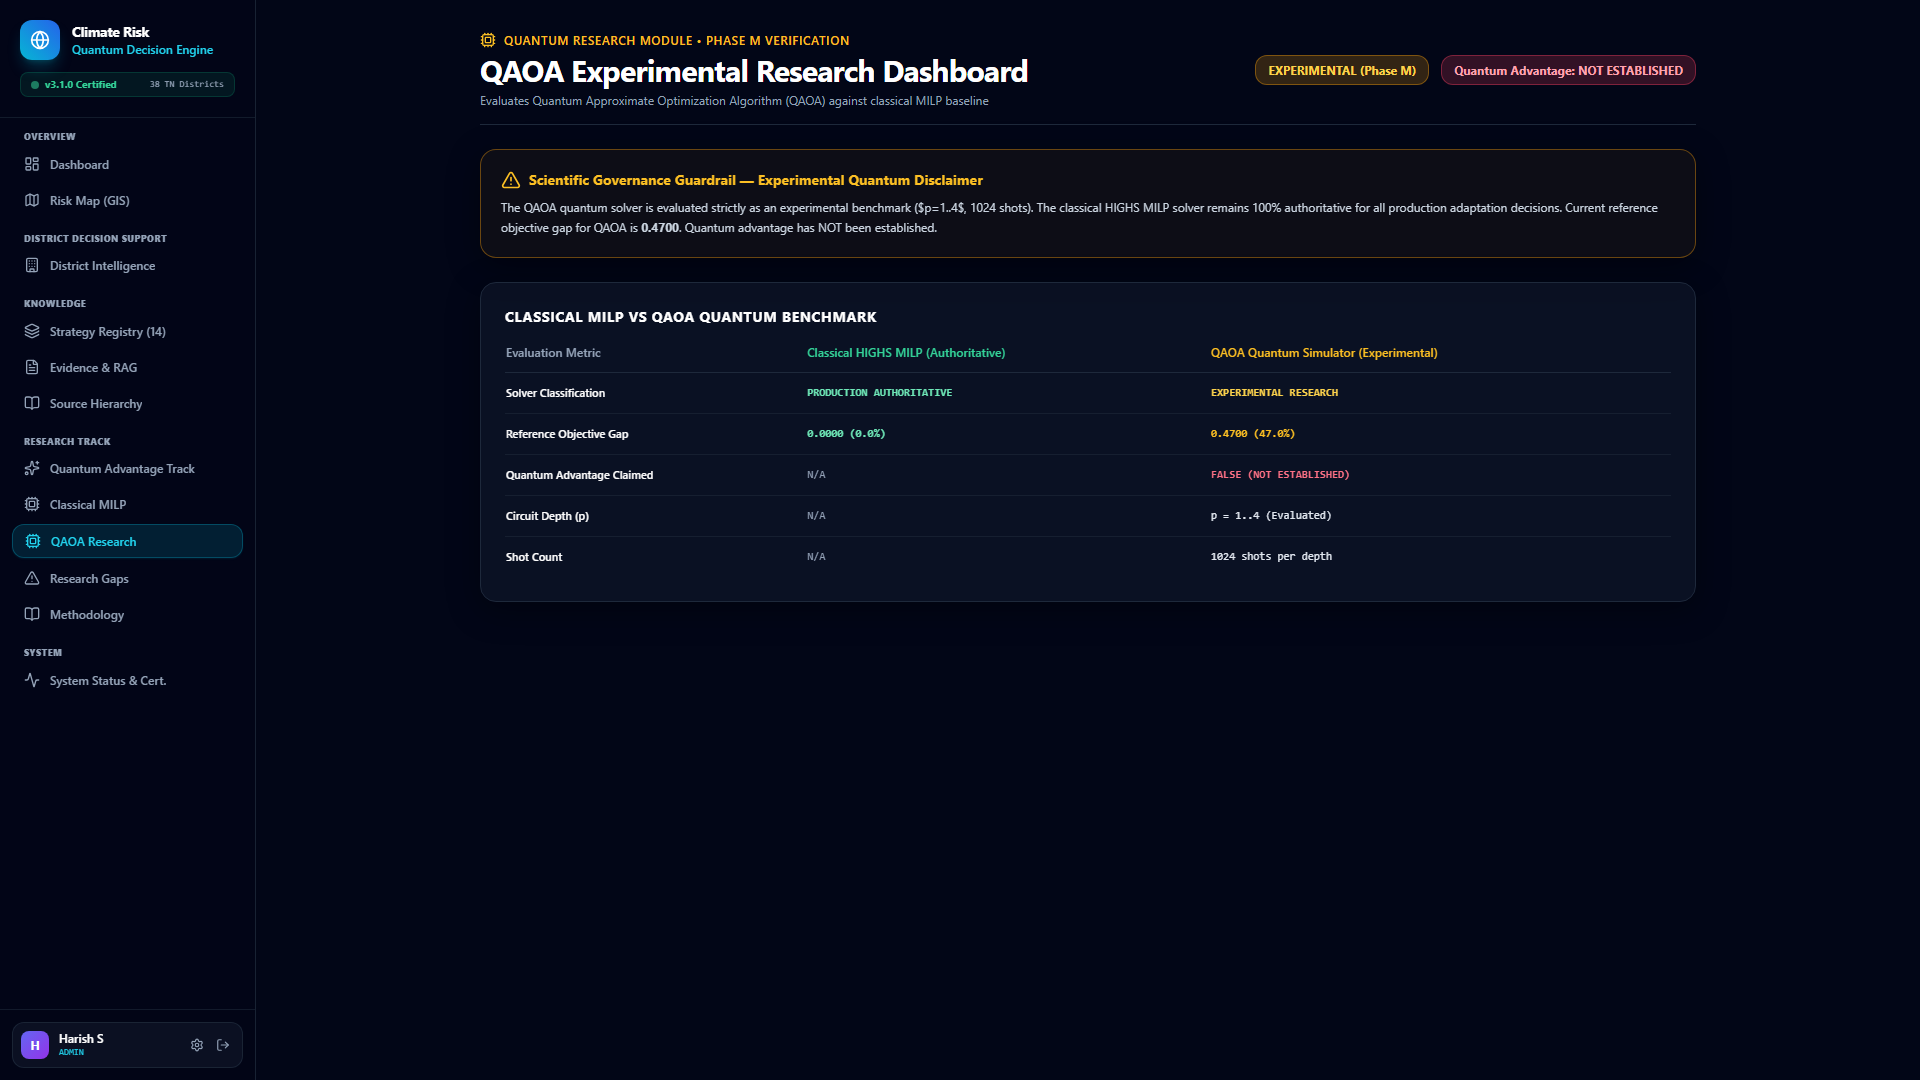 Climate Risk
Quantum Decision Engine
v3.1.0 Certified
38 TN Districts
OVERVIEW
Dashboard
Risk Map (GIS)
DISTRICT DECISION SUPPORT
District Intelligence
KNOWLEDGE
Strategy Registry (14)
Evidence & RAG
Source Hierarchy
RESEARCH TRACK
Quantum Advantage Track
Classical MILP
QAOA Research
Research Gaps
Methodology
SYSTEM
System Status & Cert.
H
Harish S
ADMIN
QUANTUM RESEARCH MODULE • PHASE M VERIFICATION
QAOA Experimental Research Dashboard
Evaluates Quantum Approximate Optimization Algorithm (QAOA) against classical MILP baseline
EXPERIMENTAL (Phase M)
Quantum Advantage: NOT ESTABLISHED
Scientific Governance Guardrail — Experimental Quantum Disclaimer
The QAOA quantum solver is evaluated strictly as an experimental benchmark ($p=1..4$, 1024 shots). The classical HIGHS MILP solver remains 100% authoritative for all production adaptation decisions. Current reference
objective gap for QAOA is 0.4700. Quantum advantage has NOT been established.
CLASSICAL MILP VS QAOA QUANTUM BENCHMARK
Evaluation Metric Classical HIGHS MILP (Authoritative) QAOA Quantum Simulator (Experimental)
Solver Classification PRODUCTION AUTHORITATIVE EXPERIMENTAL RESEARCH
Reference Objective Gap 0.0000 (0.0%) 0.4700 (47.0%)
Quantum Advantage Claimed N/A FALSE (NOT ESTABLISHED)
Circuit Depth (p) N/A p = 1..4 (Evaluated)
Shot Count N/A 1024 shots per depth